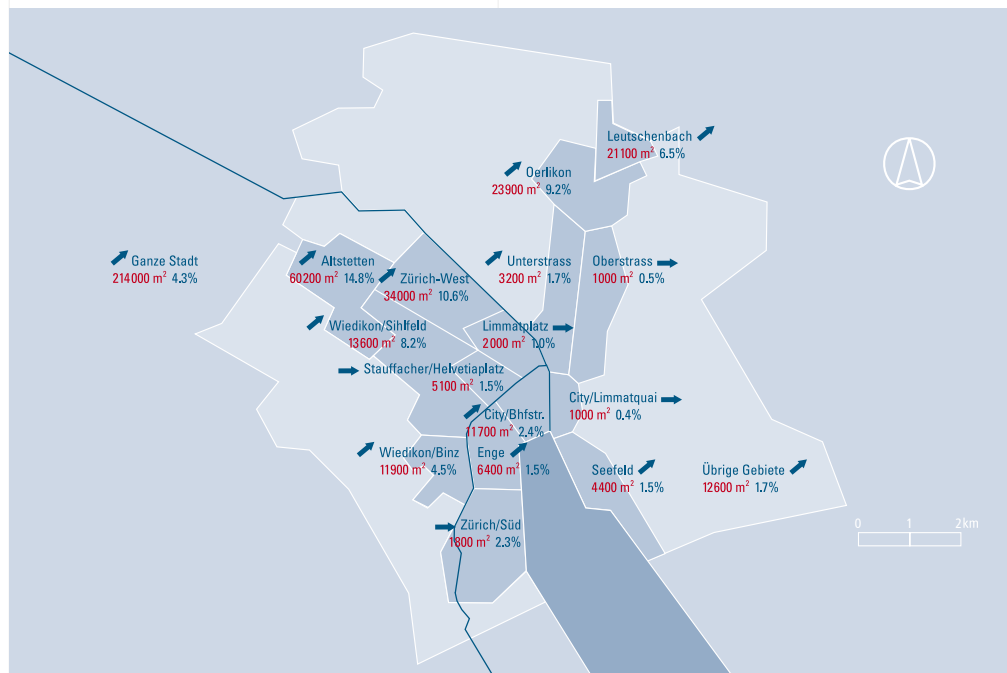 Leutschenbach
21100 m² 6.5%
Oerlikon
23900 m² 9.2%
Ganze Stadt
214000 m² 4.3%
Altstetten
60200 m² 14.8%
Zürich-West
34000 m² 10.6%
Unterstrass
3200 m² 1.7%
Oberstrass
1000 m² 0.5%
Wiedikon/Sihlfeld
13600 m² 8.2%
Limmatplatz
2000 m² 1.0%
Stauffacher/Helvetiaplatz
5100 m² 1.5%
City/Limmatquai
1000 m² 0.4%
City/Bhfstr.
11700 m² 2.4%
Wiedikon/Binz
11900 m² 4.5%
Enge
6400 m² 1.5%
Seefeld
4400 m² 1.5%
Übrige Gebiete
12600 m² 1.7%
Zürich/Süd
1800 m² 2.3%
0 1 2km